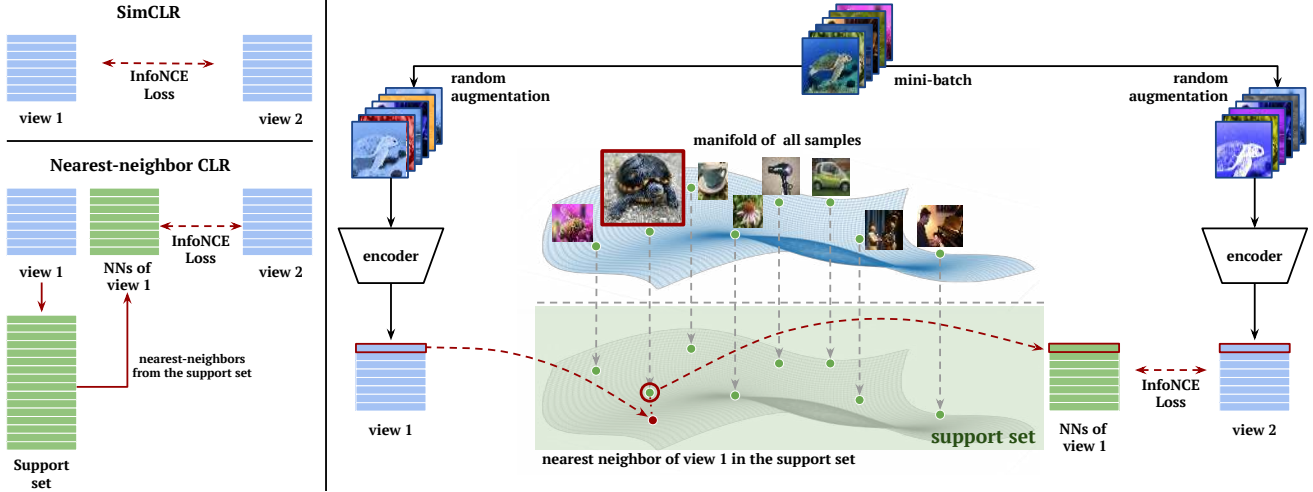 SimCLR
InfoNCE
Loss
view 1
view 2
Nearest-neighbor CLR
InfoNCE
Loss
view 1
NNs of
view 1
view 2
nearest-neighbors
from the support set
Support
set
mini-batch
random
augmentation
random
augmentation
manifold of all samples
encoder
encoder
view 1
support set
nearest neighbor of view 1 in the support set
NNs of
view 1
InfoNCE
Loss
view 2